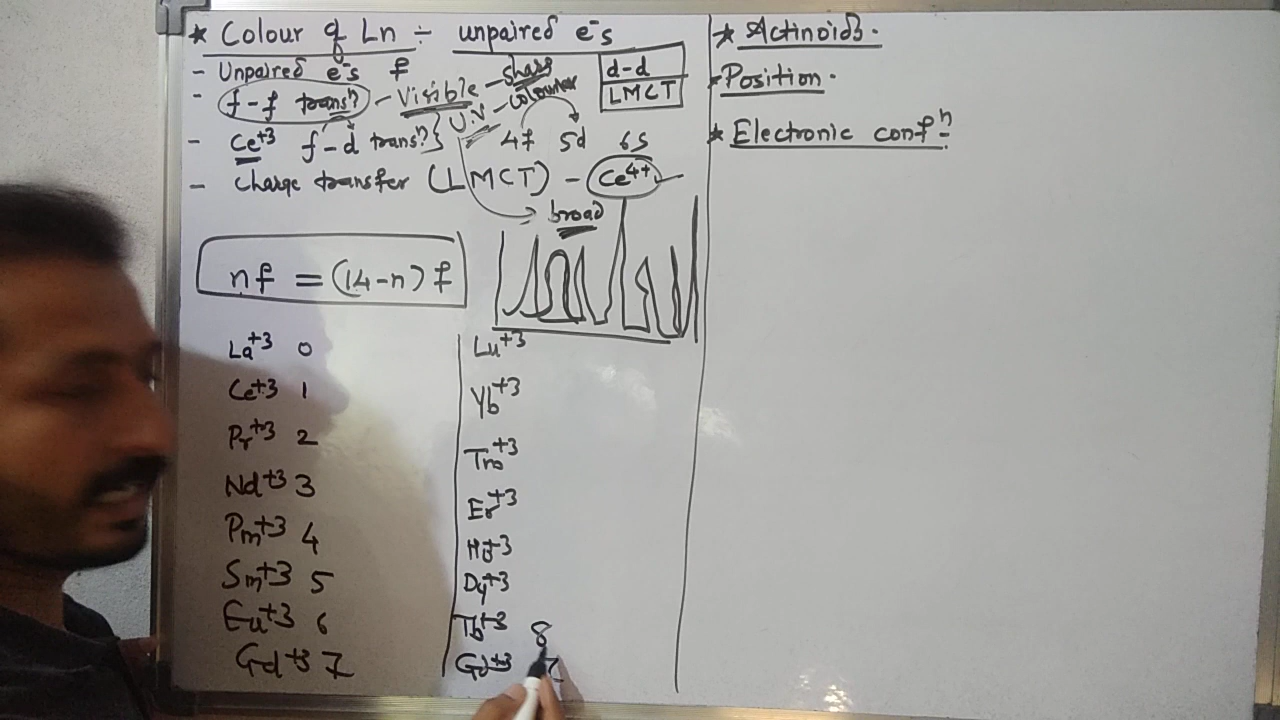 * Colour of Ln ÷ unpaired e⁻s
- Unpaired e⁻s f
- f-f transⁿ - Visible - Sharp
U.V - colour
d-d
LMCT
- Ce+3 f-d transⁿ }
4f 5d 6s
- Charge transfer (LMCT) - Ce4+
broad
nf = (14-n) f
La+3 0
Ce+3 1
Pr+3 2
Nd+3 3
Pm+3 4
Sm+3 5
Eu+3 6
Gd+3 7
Lu+3
Yb+3
Tm+3
Er+3
Ho+3
Dy+3
Tb+3 8
Gd+3 7
* Actinoids.
* Position.
* Electronic confⁿ